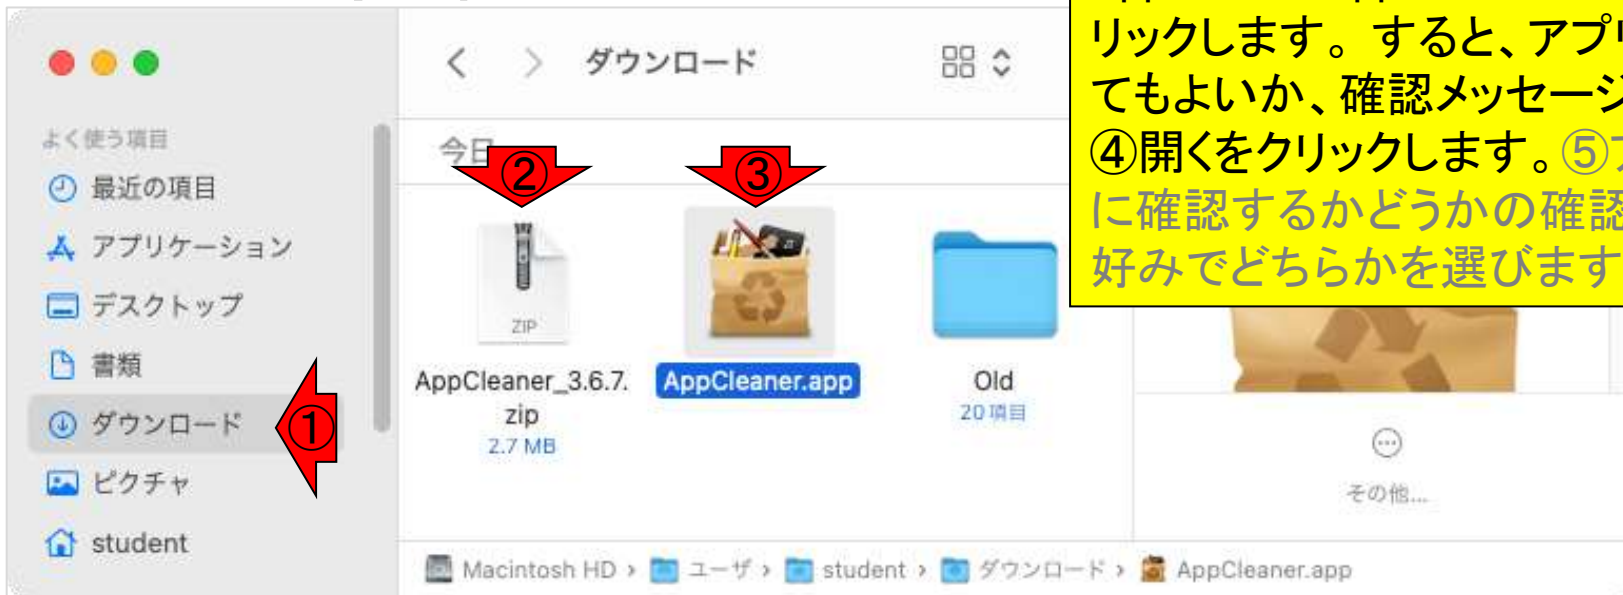 ダウンロード
よく使う項目
最近の項目
アプリケーション
デスクトップ
書類
ダウンロード
①
ピクチャ
student
今日
②
③
ZIP
AppCleaner_3.6.7.
zip
2.7 MB
AppCleaner.app
Old
20項目
リックします。すると、アプリ
てもよいか、確認メッセージ
④開くをクリックします。⑤
に確認するかどうかの確認
好みでどちらかを選びます
その他...
Macintosh HD › ユーザ › student › ダウンロード › AppCleaner.app